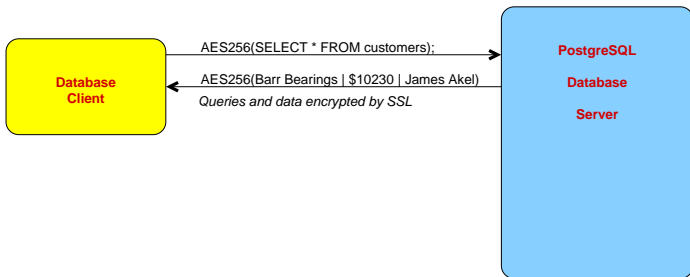 AES256(SELECT * FROM customers);
Database
Client
AES256(Barr Bearings | $10230 | James Akel)
Queries and data encrypted by SSL
PostgreSQL
Database
Server